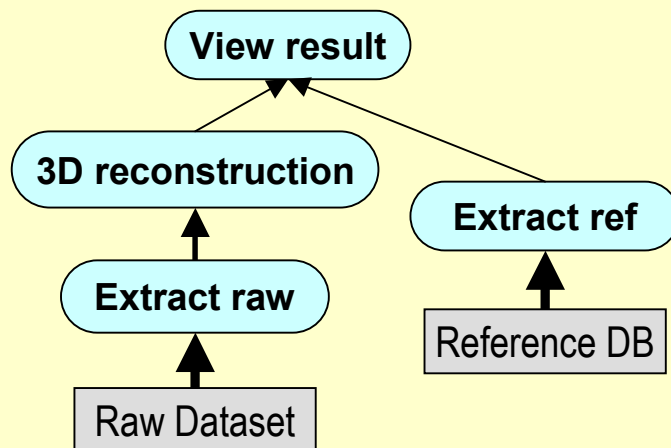 View result
3D reconstruction
Extract ref
Extract raw
Reference DB
Raw Dataset